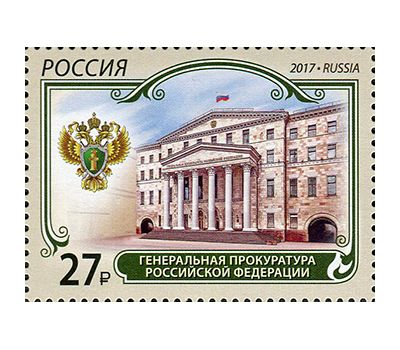 РОССИЯ
2017 • RUSSIA
27₽
ГЕНЕРАЛЬНАЯ ПРОКУРАТУРА
РОССИЙСКОЙ ФЕДЕРАЦИИ